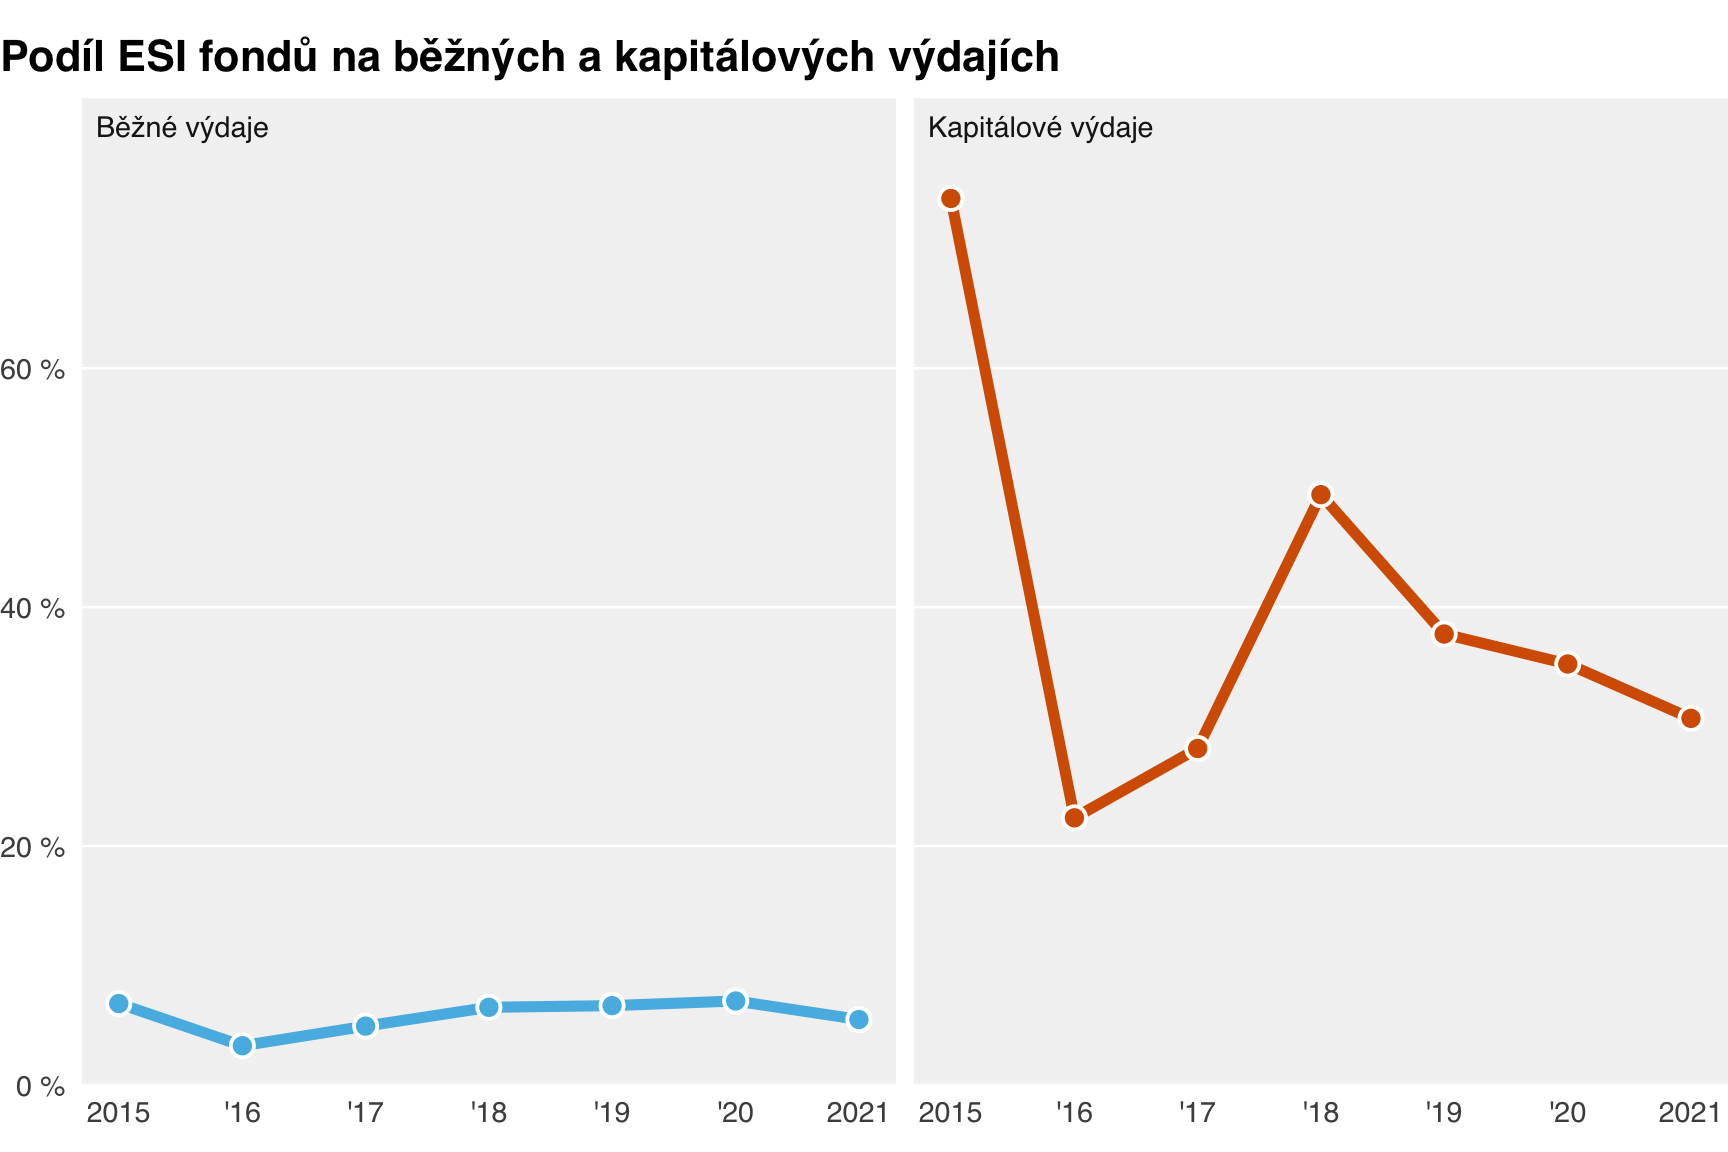 Podíl ESI fondů na běžných a kapitálových výdajích
Běžné výdaje
Kapitálové výdaje
60 %
40 %
20 %
0 %
2015 '16 '17 '18 '19 '20 2021
2015 '16 '17 '18 '19 '20 2021